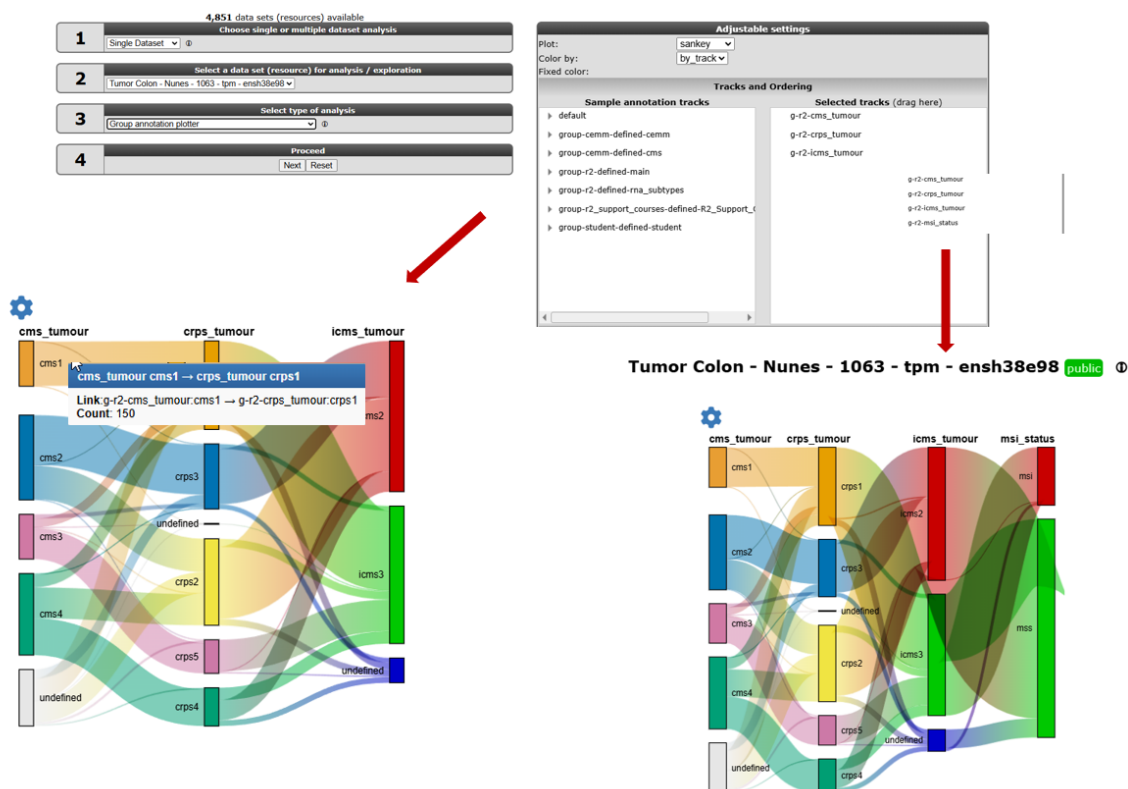 4,851 data sets (resources) available
1
Choose single or multiple dataset analysis
Single Dataset
2
Select a data set (resource) for analysis / exploration
Tumor Colon - Nunes - 1063 - tpm - ensh38e98
3
Select type of analysis
Group annotation plotter
4
Proceed
Next Reset
Adjustable settings
Plot: sankey
Color by: by_track
Fixed color:
Tracks and Ordering
Sample annotation tracks
default
group-cemm-defined-cemm
group-cemm-defined-cms
group-r2-defined-main
group-r2-defined-rna_subtypes
group-r2_support_courses-defined-R2_Support_
group-student-defined-student
Selected tracks (drag here)
g-r2-cms_tumour
g-r2-crps_tumour
g-r2-icms_tumour
g-r2-cms_tumour
g-r2-crps_tumour
g-r2-icms_tumour
g-r2-msi_status
cms_tumour crps_tumour icms_tumour
cms1
cms_tumour cms1 → crps_tumour crps1
Link:g-r2-cms_tumour:cms1 → g-r2-crps_tumour:crps1
Count: 150
ms2
cms2
crps3
undefined
cms3
crps2
icms3
cms4
crps5
undefined
undefined
crps4
Tumor Colon - Nunes - 1063 - tpm - ensh38e98 public
cms_tumour crps_tumour icms_tumour msi_status
cms1
crps1
msi
icms2
cms2
crps3
undefined
cms3
mss
icms3
crps2
cms4
crps5
undefined
undefined
crps4